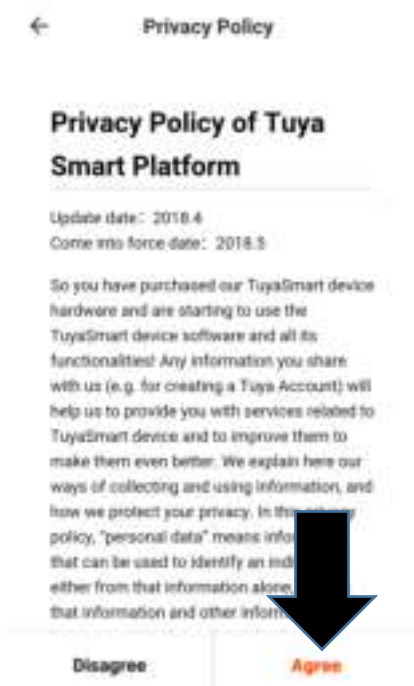 Privacy Policy
Privacy Policy of Tuya
Smart Platform
Update date: 2018.4
Come into force date: 2018.5
So you have purchased our TuyaSmart device
hardware and are starting to use the
TuyaSmart device software and all its
functionalities! Any information you share
with us (e.g. for creating a Tuya Account) will
help us to provide you with services related to
TuyaSmart device and to improve them to
make them even better. We explain here our
ways of collecting and using information, and
how we protect your privacy. In this
policy, "personal data" means
that can be used to identify an
either from that information alone,
that information and other
Disagree
Agree